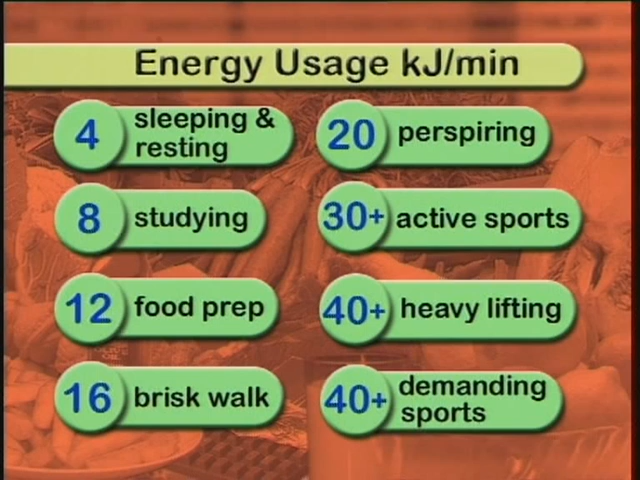 Energy Usage kJ/min
4 sleeping &
resting
8 studying
12 food prep
16 brisk walk
20 perspiring
30+ active sports
40+ heavy lifting
40+ demanding
sports